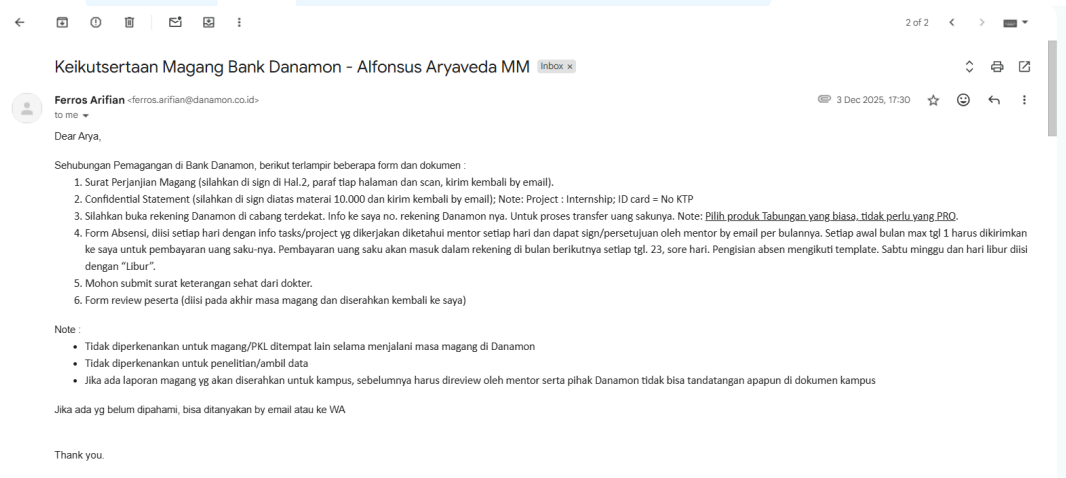 2 of 2
Keikutsertaan Magang Bank Danamon - Alfonsus Aryaveda MM Inbox x
Ferros Arifian <ferros.arifian@danamon.co.id> 3 Dec 2025, 17:30
to me
Dear Arya,
Sehubungan Pemagangan di Bank Danamon, berikut terlampir beberapa form dan dokumen :
1. Surat Perjanjian Magang (silahkan di sign di Hal.2, paraf tiap halaman dan scan, kirim kembali by email).
2. Confidential Statement (silahkan di sign diatas materai 10.000 dan kirim kembali by email); Note: Project : Internship; ID card = No KTP
3. Silahkan buka rekening Danamon di cabang terdekat. Info ke saya no. rekening Danamon nya. Untuk proses transfer uang sakunya. Note: Pilih produk Tabungan yang biasa, tidak perlu yang PRO.
4. Form Absensi, diisi setiap hari dengan info tasks/project yg dikerjakan diketahui mentor setiap hari dan dapat sign/persetujuan oleh mentor by email per bulannya. Setiap awal bulan max tgl 1 harus dikirimkan
ke saya untuk pembayaran uang saku-nya. Pembayaran uang saku akan masuk dalam rekening di bulan berikutnya setiap tgl. 23, sore hari. Pengisian absen mengikuti template. Sabtu minggu dan hari libur diisi
dengan “Libur”.
5. Mohon submit surat keterangan sehat dari dokter.
6. Form review peserta (diisi pada akhir masa magang dan diserahkan kembali ke saya)
Note :
• Tidak diperkenankan untuk magang/PKL ditempat lain selama menjalani masa magang di Danamon
• Tidak diperkenankan untuk penelitian/ambil data
• Jika ada laporan magang yg akan diserahkan untuk kampus, sebelumnya harus direview oleh mentor serta pihak Danamon tidak bisa tandatangan apapun di dokumen kampus
Jika ada yg belum dipahami, bisa ditanyakan by email atau ke WA
Thank you.